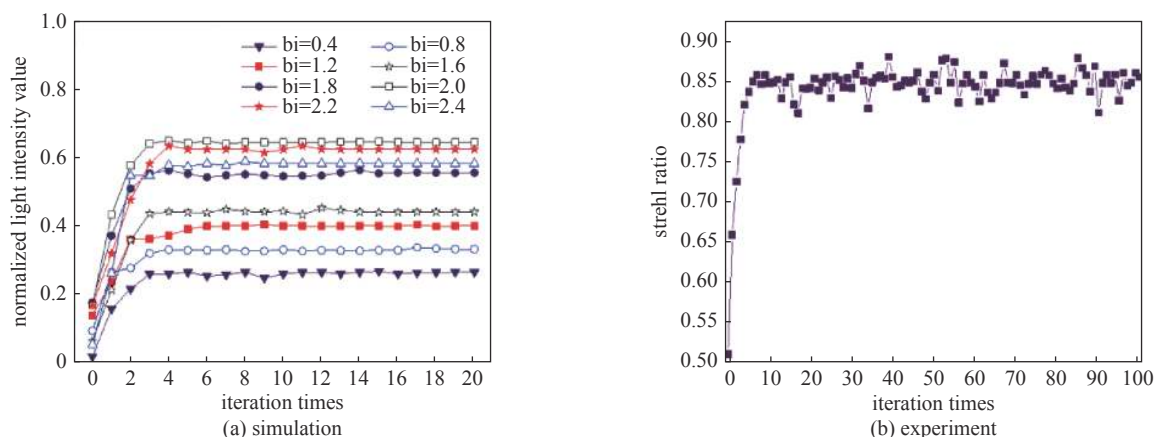 1.0
0.8
0.6
0.4
0.2
0
normalized light intensity value
bi=0.4 bi=0.8
bi=1.2 bi=1.6
bi=1.8 bi=2.0
bi=2.2 bi=2.4
0 2 4 6 8 10 12 14 16 18 20
iteration times
(a) simulation
0.90
0.85
0.80
0.75
0.70
0.65
0.60
0.55
0.50
strehl ratio
0 10 20 30 40 50 60 70 80 90 100
iteration times
(b) experiment